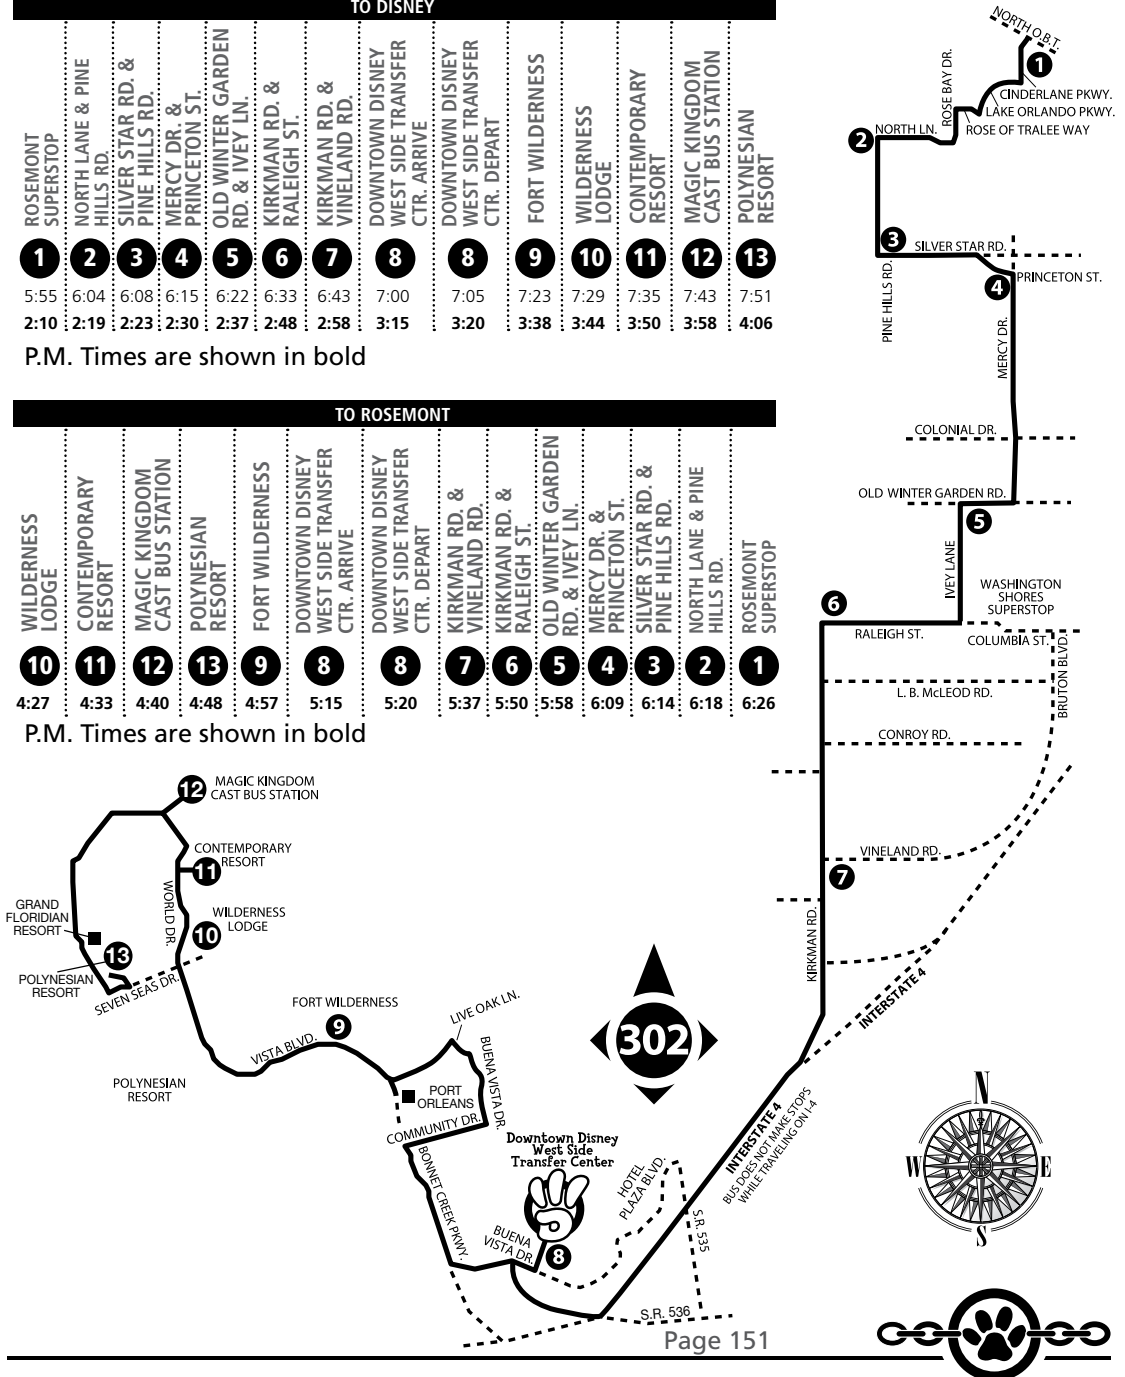 TO DISNEY
ROSEMONT
SUPERSTOP
NORTH LANE & PINE
HILLS RD.
SILVER STAR RD. &
PINE HILLS RD.
MERCY DR. &
PRINCETON ST.
OLD WINTER GARDEN
RD. & IVEY LN.
KIRKMAN RD. &
RALEIGH ST.
KIRKMAN RD. &
VINELAND RD.
DOWNTOWN DISNEY
WEST SIDE TRANSFER
CTR. ARRIVE
DOWNTOWN DISNEY
WEST SIDE TRANSFER
CTR. DEPART
FORT WILDERNESS
WILDERNESS
LODGE
CONTEMPORARY
RESORT
MAGIC KINGDOM
CAST BUS STATION
POLYNESIAN
RESORT
1 2 3 4 5 6 7 8 8 9 10 11 12 13
5:55 6:04 6:08 6:15 6:22 6:33 6:43 7:00 7:05 7:23 7:29 7:35 7:43 7:51
2:10 2:19 2:23 2:30 2:37 2:48 2:58 3:15 3:20 3:38 3:44 3:50 3:58 4:06
P.M. Times are shown in bold
TO ROSEMONT
WILDERNESS
LODGE
CONTEMPORARY
RESORT
MAGIC KINGDOM
CAST BUS STATION
POLYNESIAN
RESORT
FORT WILDERNESS
DOWNTOWN DISNEY
WEST SIDE TRANSFER
CTR. ARRIVE
DOWNTOWN DISNEY
WEST SIDE TRANSFER
CTR. DEPART
KIRKMAN RD. &
VINELAND RD.
KIRKMAN RD. &
RALEIGH ST.
OLD WINTER GARDEN
RD. & IVEY LN.
MERCY DR. &
PRINCETON ST.
SILVER STAR RD. &
PINE HILLS RD.
NORTH LANE & PINE
HILLS RD.
ROSEMONT
SUPERSTOP
10 11 12 13 9 8 8 7 6 5 4 3 2 1
4:27 4:33 4:40 4:48 4:57 5:15 5:20 5:37 5:50 5:58 6:09 6:14 6:18 6:26
P.M. Times are shown in bold
NORTH O.B.T.
1
CINDERLANE PKWY.
LAKE ORLANDO PKWY.
ROSE BAY DR.
ROSE OF TRALEE WAY
NORTH LN.
2
3
SILVER STAR RD.
PRINCETON ST.
4
PINE HILLS RD.
MERCY DR.
COLONIAL DR.
OLD WINTER GARDEN RD.
5
IVEY LANE
WASHINGTON
SHORES
SUPERSTOP
6
RALEIGH ST.
COLUMBIA ST.
BRUTON BLVD.
L. B. McLEOD RD.
CONROY RD.
VINELAND RD.
7
KIRKMAN RD.
INTERSTATE 4
12
MAGIC KINGDOM
CAST BUS STATION
CONTEMPORARY
RESORT
11
WORLD DR.
WILDERNESS
LODGE
10
GRAND
FLORIDIAN
RESORT
13
POLYNESIAN
RESORT
SEVEN SEAS DR.
POLYNESIAN
RESORT
VISTA BLVD.
FORT WILDERNESS
9
LIVE OAK LN.
BUENA VISTA DR.
PORT
ORLEANS
COMMUNITY DR.
BONNET CREEK PKWY.
Downtown Disney
West Side
Transfer Center
BUENA
VISTA DR.
8
HOTEL
PLAZA BLVD.
S.R. 535
S.R. 536
INTERSTATE 4
BUS DOES NOT MAKE STOPS
WHILE TRAVELING ON I-4
302
N
W
E
S
Page 151